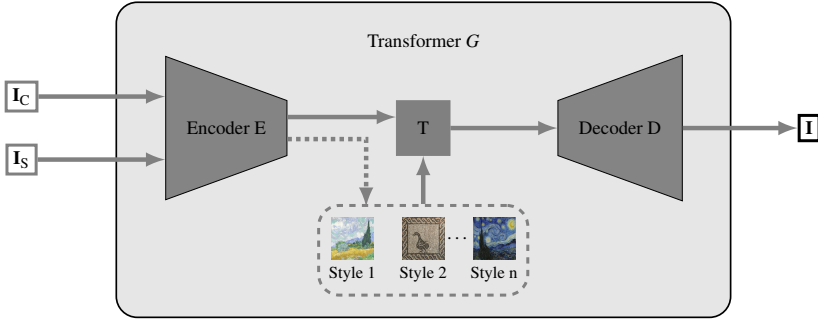 Transformer G
I_C
Encoder E
T
Decoder D
I
I_S
...
Style 1
Style 2
Style n